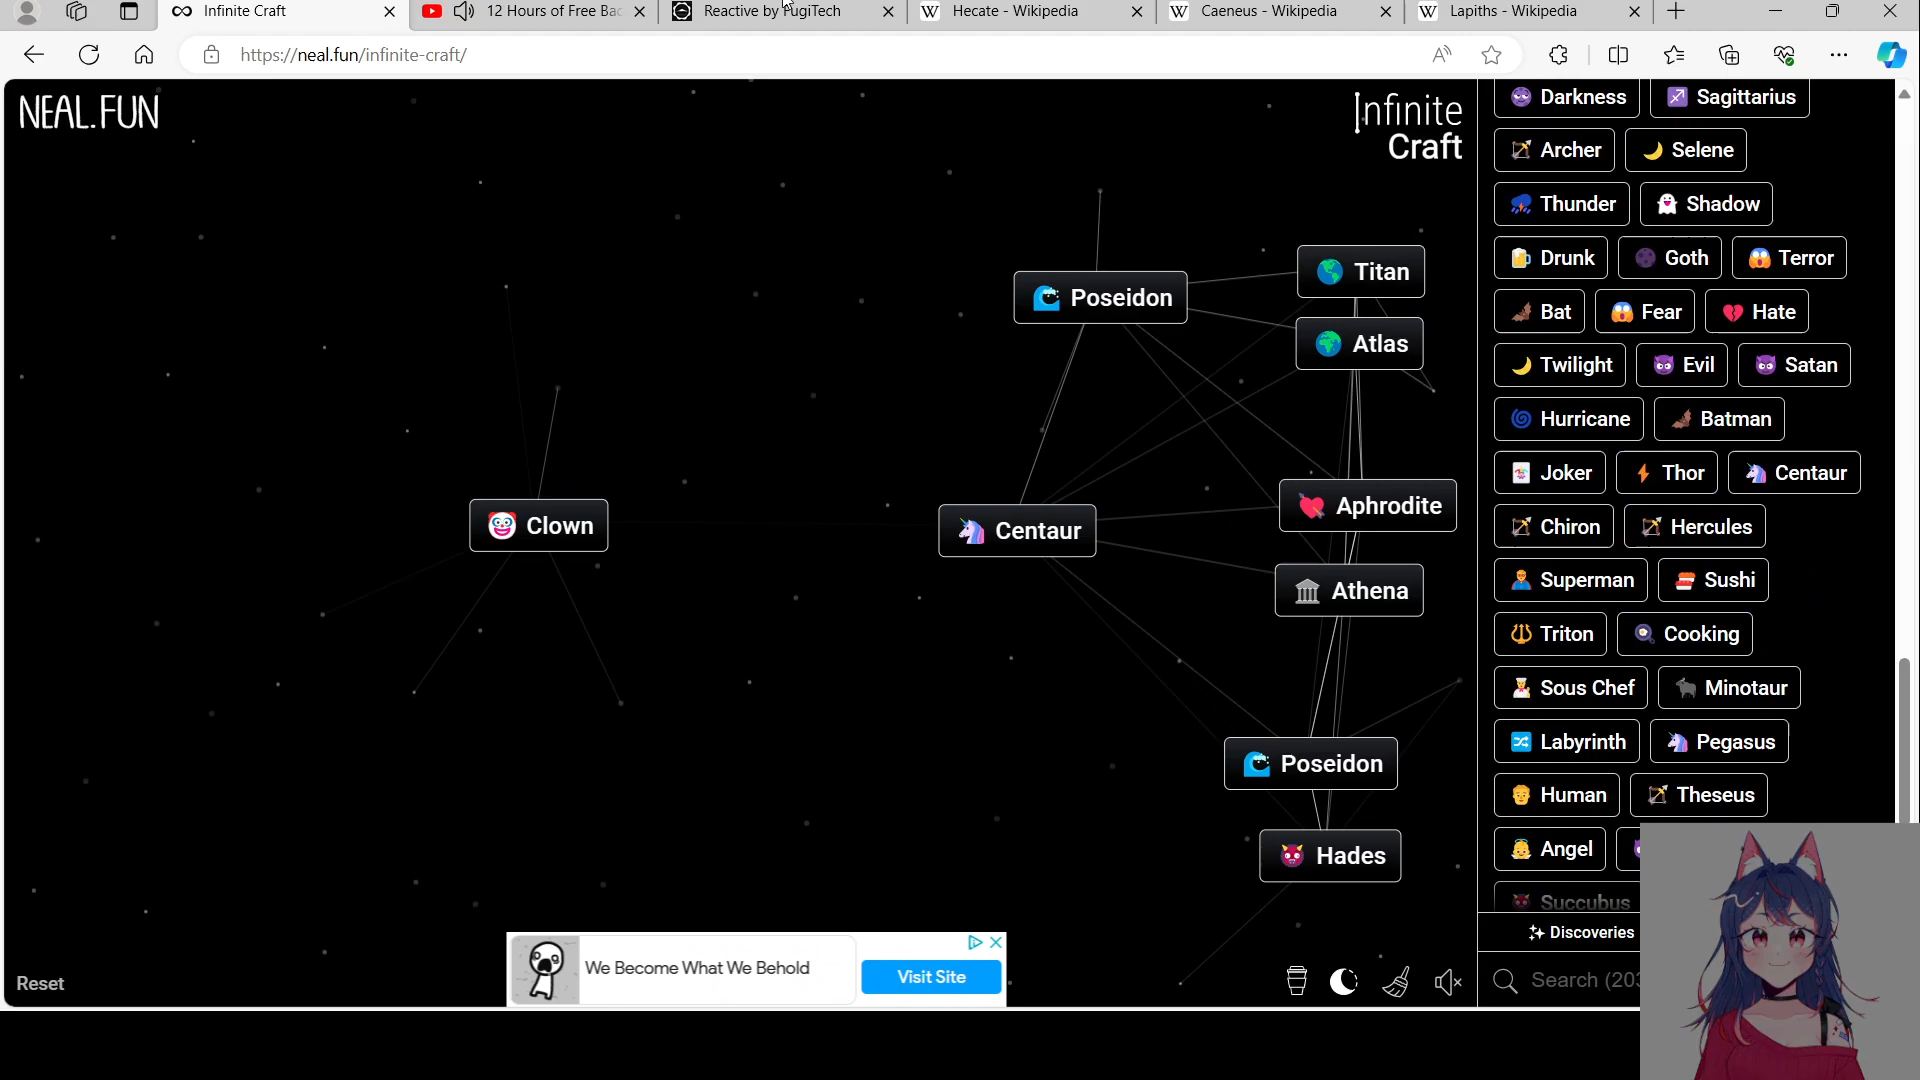 Infinite Craft
12 Hours of Free Bac
Reactive by FugiTech
Hecate - Wikipedia
Caeneus - Wikipedia
Lapiths - Wikipedia
https://neal.fun/infinite-craft/
NEAL.FUN
Infinite
Craft
Poseidon
Titan
Atlas
Clown
Centaur
Aphrodite
Athena
Poseidon
Hades
Darkness Sagittarius
Archer Selene
Thunder Shadow
Drunk Goth Terror
Bat Fear Hate
Twilight Evil Satan
Hurricane Batman
Joker Thor Centaur
Chiron Hercules
Superman Sushi
Triton Cooking
Sous Chef Minotaur
Labyrinth Pegasus
Human Theseus
Angel
Succubus
Discoveries
Search (203
We Become What We Behold
Visit Site
Reset